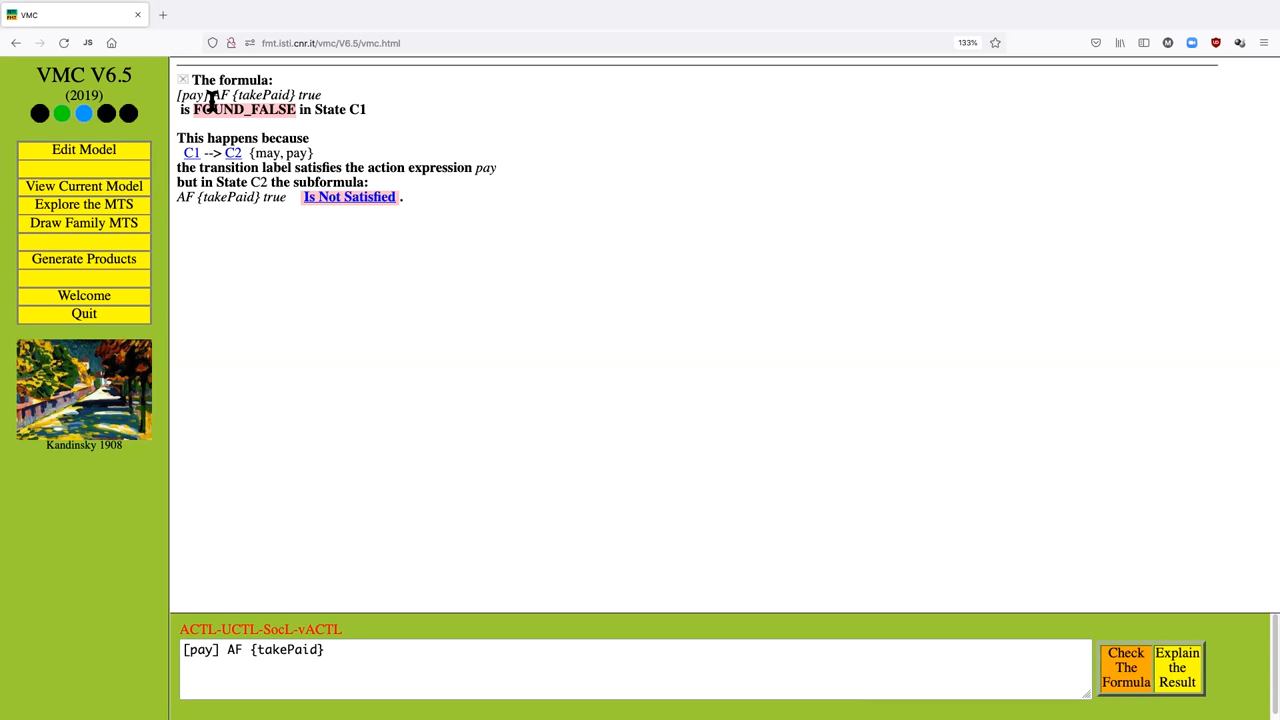 VMC
JS
fmt.isti.cnr.it/vmc/V6.5/vmc.html
133%
VMC V6.5
(2019)
Edit Model
View Current Model
Explore the MTS
Draw Family MTS
Generate Products
Welcome
Quit
Kandinsky 1908
The formula:
[pay] AF {takePaid} true
is FOUND_FALSE in State C1
This happens because
C1 --> C2 {may, pay}
the transition label satisfies the action expression pay
but in State C2 the subformula:
AF {takePaid} true Is Not Satisfied .
ACTL-UCTL-SocL-vACTL
[pay] AF {takePaid}
Check
The
Formula
Explain
the
Result